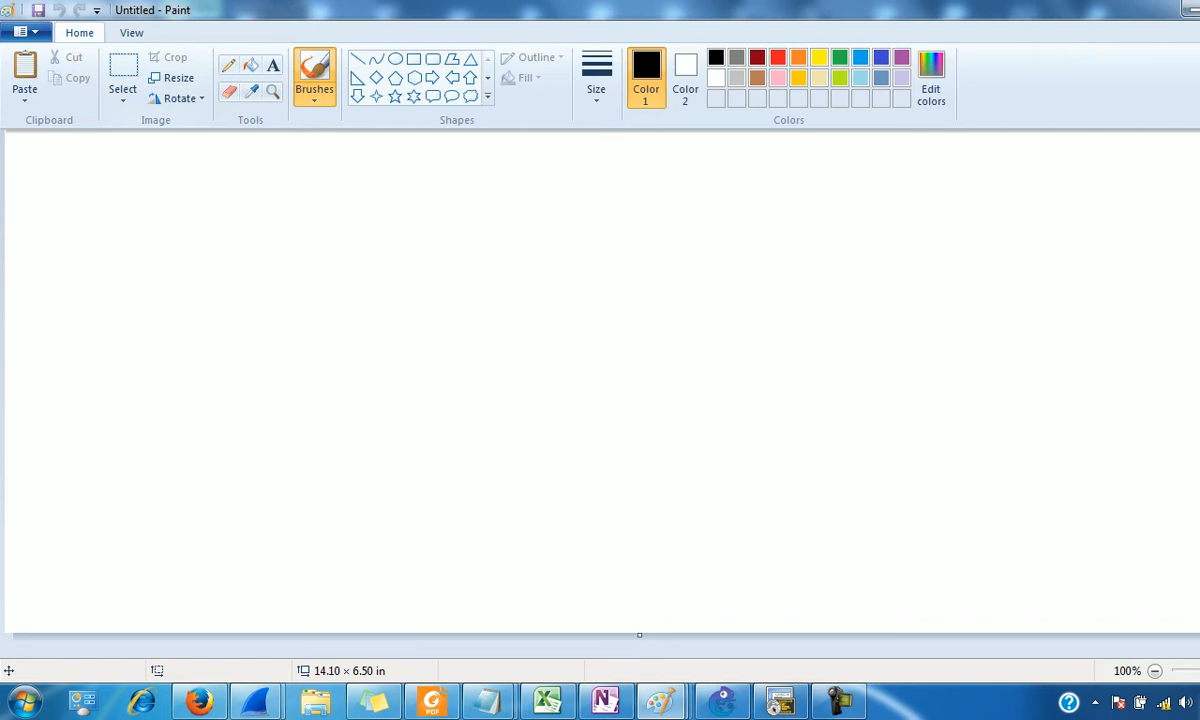 Untitled - Paint
Home View
Paste
Cut
Copy
Clipboard
Select
Crop
Resize
Rotate
Image
A
Tools
Brushes
Shapes
Outline
Fill
Size
Color 1
Color 2
Edit colors
Colors
14.10 × 6.50 in
100%
PDF
N